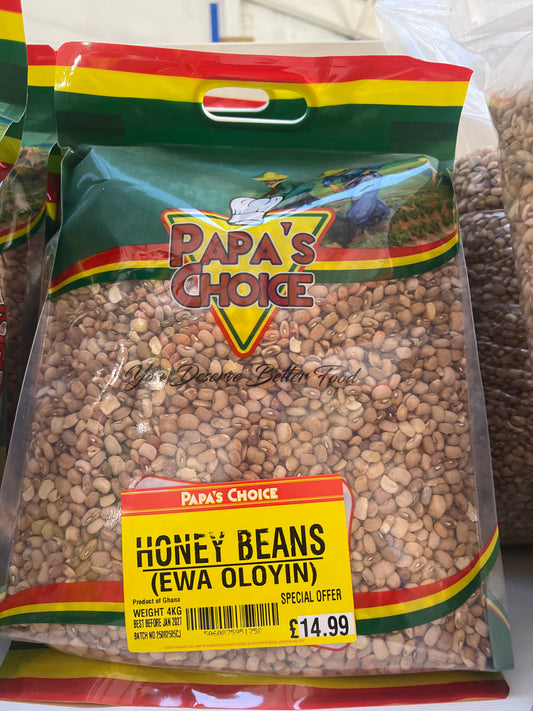 PAPA'S
CHOICE
You Deserve Better Food
PAPA'S CHOICE
HONEY BEANS
(EWA OLOYIN)
Product of Ghana
SPECIAL OFFER
WEIGHT 4KG
BEST BEFORE JAN 2027
£14.99